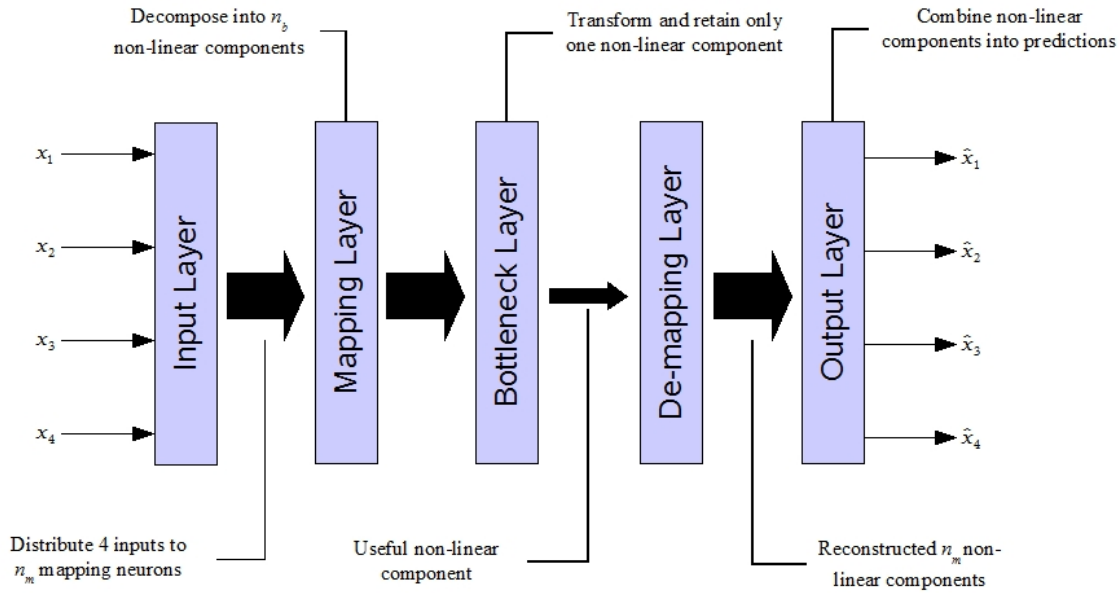 Decompose into n_b
non-linear components
Transform and retain only
one non-linear component
Combine non-linear
components into predictions
x_1
x_2
x_3
x_4
Input Layer
Mapping Layer
Bottleneck Layer
De-mapping Layer
Output Layer
x̂_1
x̂_2
x̂_3
x̂_4
Distribute 4 inputs to
n_m mapping neurons
Useful non-linear
component
Reconstructed n_m non-
linear components